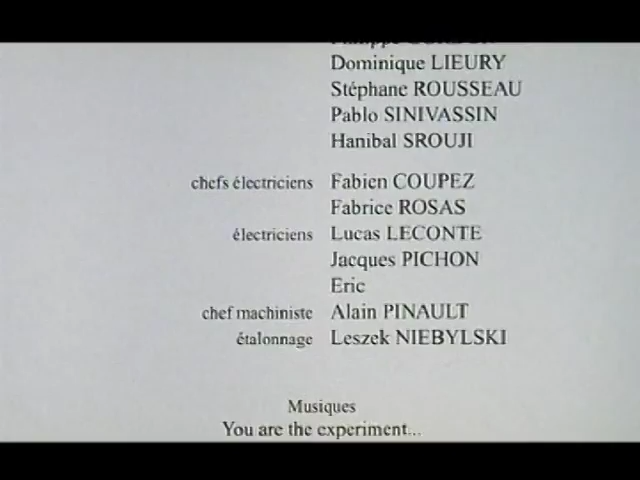 Dominique LIEURY
Stéphane ROUSSEAU
Pablo SINIVASSIN
Hanibal SROUJI
chefs électriciens Fabien COUPEZ
Fabrice ROSAS
électriciens Lucas LECONTE
Jacques PICHON
Eric
chef machiniste Alain PINAULT
étalonnage Leszek NIEBYLSKI
Musiques
You are the experiment...